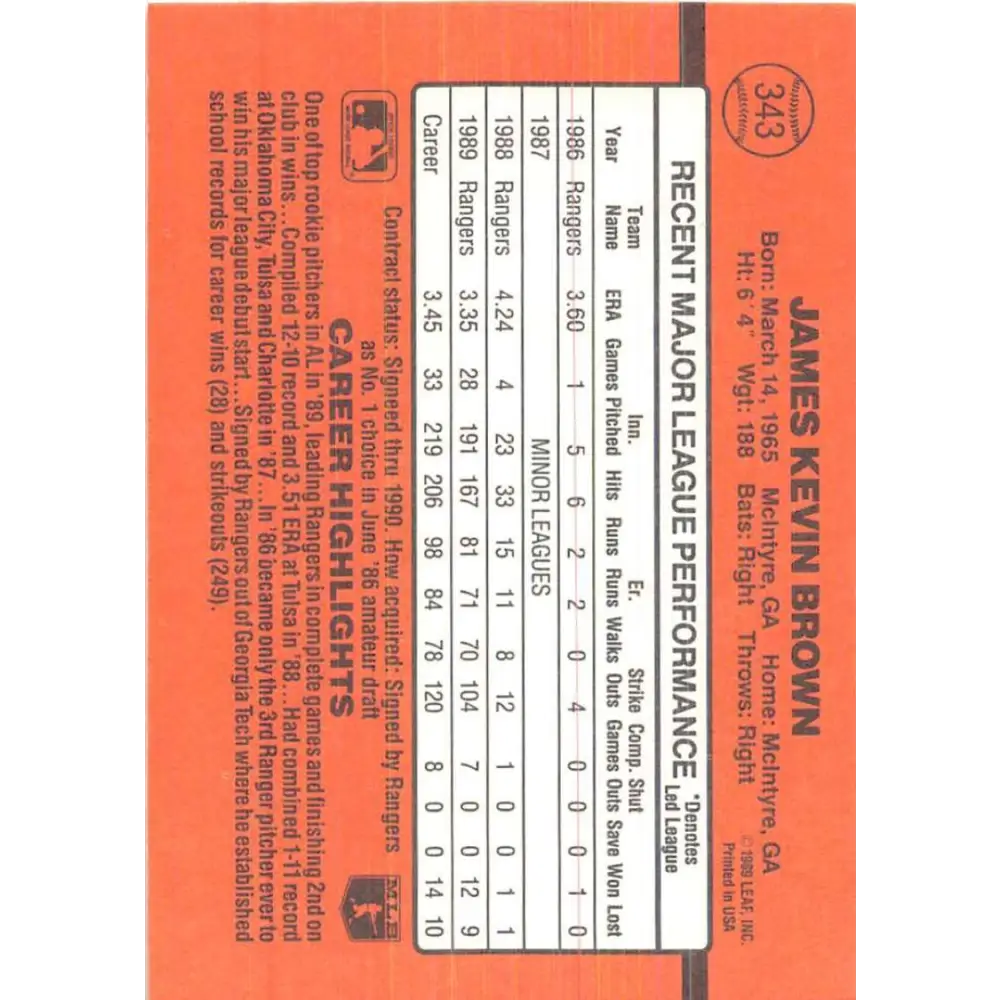 343
JAMES KEVIN BROWN
Born: March 14, 1965 McIntyre, GA Home: McIntyre, GA
Ht: 6' 4" Wgt: 188 Bats: Right Throws: Right
© 1989 LEAF, INC.
Printed in USA
RECENT MAJOR LEAGUE PERFORMANCE *Denotes Led League
Team Inn. Er. Strike Comp. Shut
Year Name ERA Games Pitched Hits Runs Runs Walks Outs Games Outs Save Won Lost
1986 Rangers 3.60 1 5 6 2 2 0 4 0 0 0 1 0
1987 MINOR LEAGUES
1988 Rangers 4.24 4 23 33 15 11 8 12 1 0 0 1 1
1989 Rangers 3.35 28 191 167 81 71 70 104 7 0 0 12 9
Career 3.45 33 219 206 98 84 78 120 8 0 0 14 10
Contract status: Signeed thru 1990. How acquired: Signed by Rangers
as No. 1 choice in June '86 amateur draft
CAREER HIGHLIGHTS
MLB
One of top rookie pitchers in AL in '89, leading Rangers in complete games and finishing 2nd on
club in wins...Compiled 12-10 record and 3.51 ERA at Tulsa in '88...Had combined 1-11 record
at Oklahoma City, Tulsa and Charlotte in '87...In '86 became only the 3rd Ranger pitcher ever to
win his major league debut start...Signed by Rangers out of Georgia Tech where he established
school records for career wins (28) and strikeouts (249).